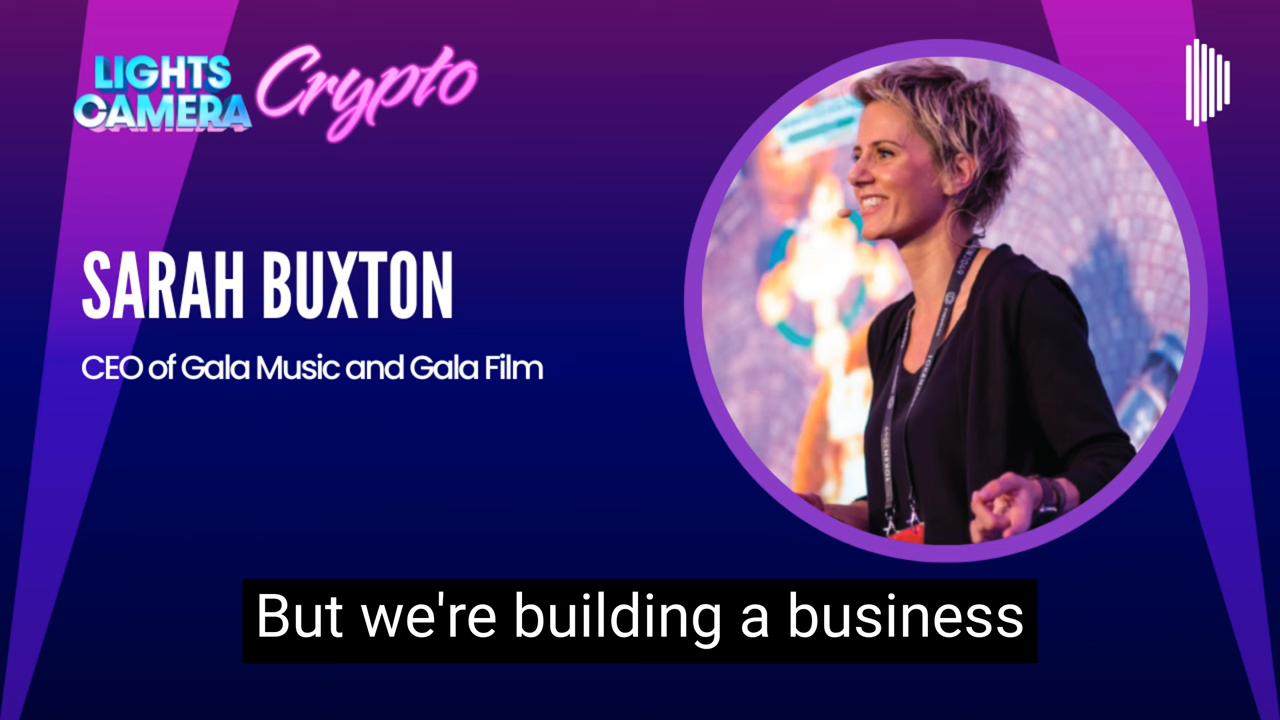 LIGHTS
CAMERA
Crypto
SARAH BUXTON
CEO of Gala Music and Gala Film
But we're building a business